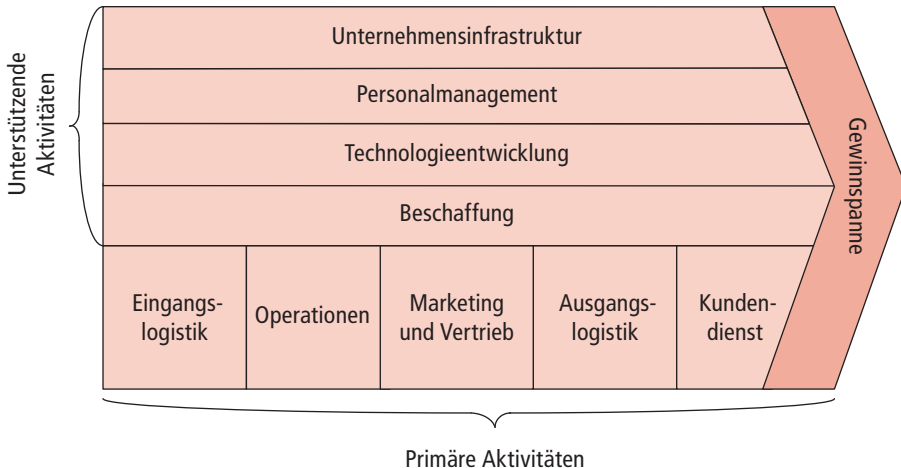 Unterstützende
Aktivitäten
Unternehmensinfrastruktur
Personalmanagement
Technologieentwicklung
Beschaffung
Eingangs-
logistik
Operationen
Marketing
und Vertrieb
Ausgangs-
logistik
Kunden-
dienst
Gewinnspanne
Primäre Aktivitäten